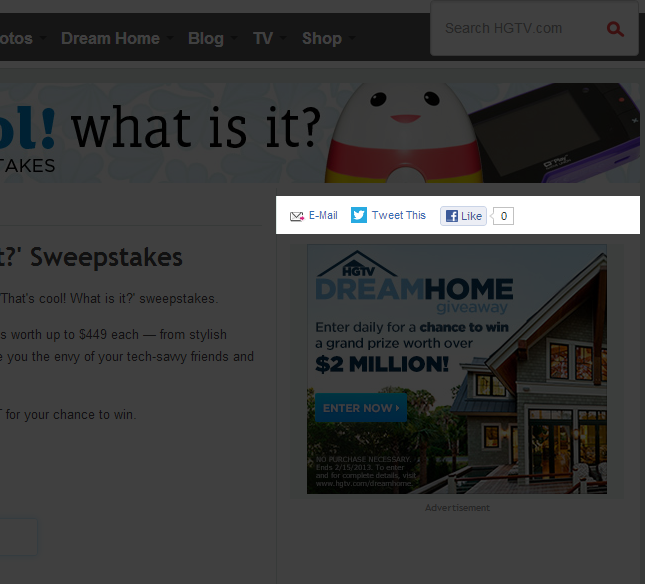 otos Dream Home Blog TV Shop
Search HGTV.com
ol! what is it?
TAKES
E-Mail Tweet This Like 0
t?' Sweepstakes
'That's cool! What is it?' sweepstakes.
s worth up to $449 each — from stylish
e you the envy of your tech-savvy friends and
for your chance to win.
HGTV
DREAMHOME
giveaway
Enter daily for a chance to win
a grand prize worth over
$2 MILLION!
ENTER NOW
NO PURCHASE NECESSARY.
Ends 2/15/2013. To enter
and for complete details, visit
www.hgtv.com/dreamhome.
Advertisement